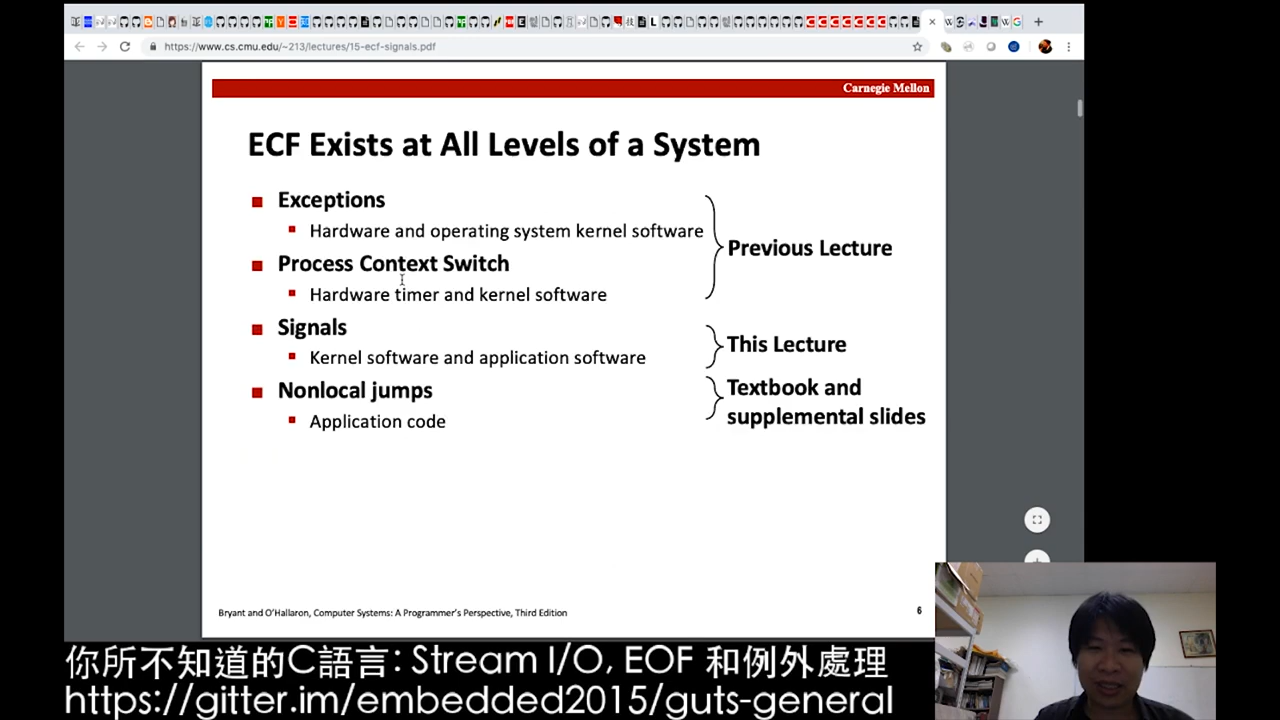 https://www.cs.cmu.edu/~213/lectures/15-ecf-signals.pdf
Carnegie Mellon
ECF Exists at All Levels of a System
Exceptions
Hardware and operating system kernel software
Previous Lecture
Process Context Switch
Hardware timer and kernel software
Signals
Kernel software and application software
This Lecture
Nonlocal jumps
Application code
Textbook and
supplemental slides
Bryant and O'Hallaron, Computer Systems: A Programmer's Perspective, Third Edition
6
你所不知道的C語言: Stream I/O, EOF 和例外處理
https://gitter.im/embedded2015/guts-general